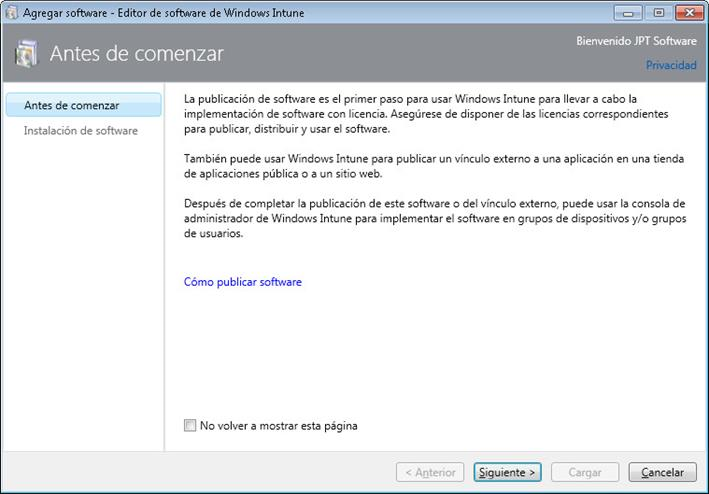 Agregar software - Editor de software de Windows Intune
Antes de comenzar
Bienvenido JPT Software
Privacidad
Antes de comenzar
Instalación de software
La publicación de software es el primer paso para usar Windows Intune para llevar a cabo la
implementación de software con licencia. Asegúrese de disponer de las licencias correspondientes
para publicar, distribuir y usar el software.
También puede usar Windows Intune para publicar un vínculo externo a una aplicación en una tienda
de aplicaciones pública o a un sitio web.
Después de completar la publicación de este software o del vínculo externo, puede usar la consola de
administrador de Windows Intune para implementar el software en grupos de dispositivos y/o grupos
de usuarios.
Cómo publicar software
No volver a mostrar esta página
< Anterior
Siguiente >
Cargar
Cancelar